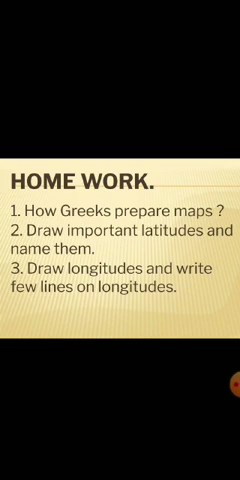 HOME WORK.
1. How Greeks prepare maps ?
2. Draw important latitudes and
name them.
3. Draw longitudes and write
few lines on longitudes.